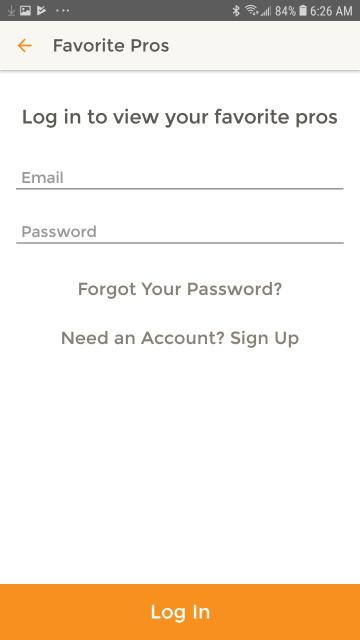 84% 6:26 AM
Favorite Pros
Log in to view your favorite pros
Email
Password
Forgot Your Password?
Need an Account? Sign Up
Log In